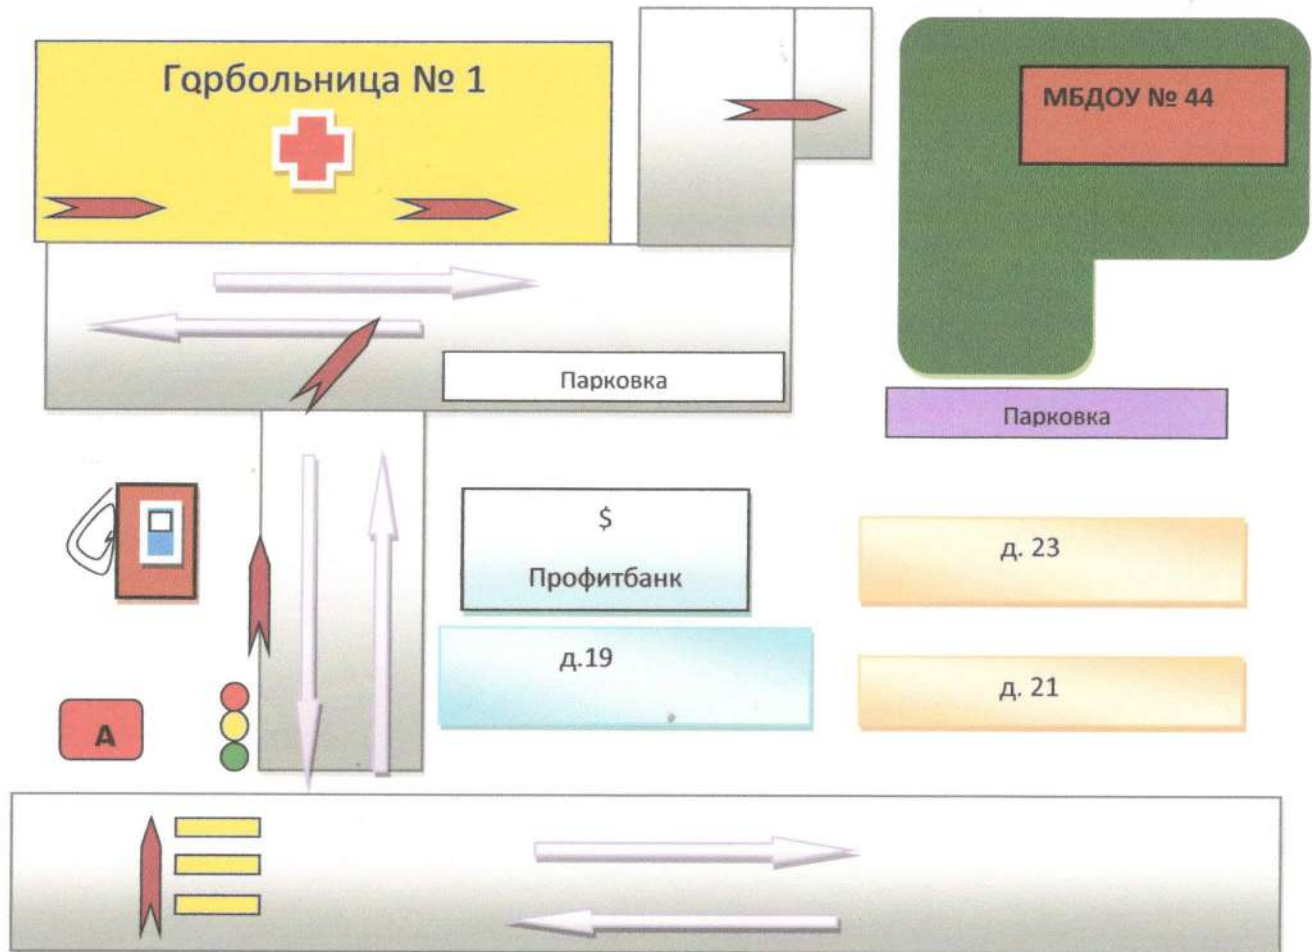 Горбольница № 1
МБДОУ № 44
Парковка
Парковка
$
Профитбанк
д. 23
д.19
д. 21
А